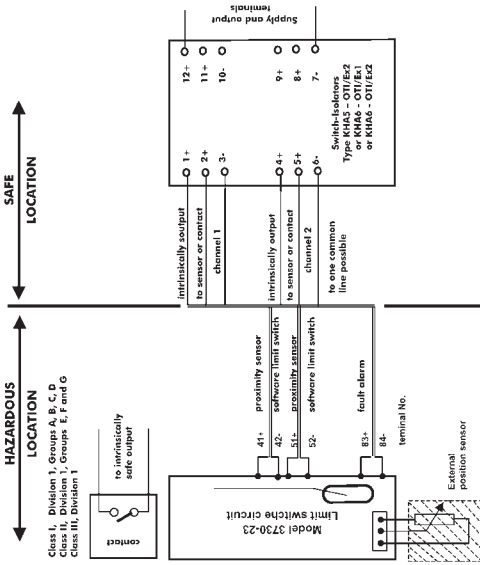 HAZARDOUS
LOCATION
SAFE
LOCATION
Class I, Division 1, Groups A, B, C, D
Class II, Division 1, Groups E, F and G
Class III, Division 1
contact
to intrinsically
safe output
Model 3730-23
Limit switche circuit
41+
42-
51+
52-
83+
84-
proximity sensor
software limit switch
proximity sensor
software limit switch
fault alarm
teminal No.
External
position sensor
intrinsically soutput
to sensor or contact
channel 1
intrinsically output
to sensor or contact
channel 2
to one common
line possible
1+
2+
3-
4+
5+
6-
12+
11+
10-
9+
8+
7-
Switch-Isolators
Type KHA5 - OTI/Ex2
or KHA6 - OTI/Ex1
or KHA6 - OTI/Ex2
Supply and output
teminals